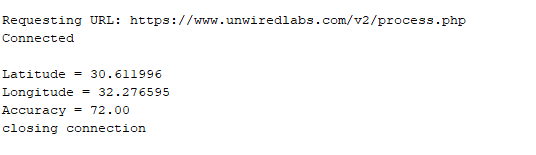 Requesting URL: https://www.unwiredlabs.com/v2/process.php
Connected
Latitude = 30.611996
Longitude = 32.276595
Accuracy = 72.00
closing connection